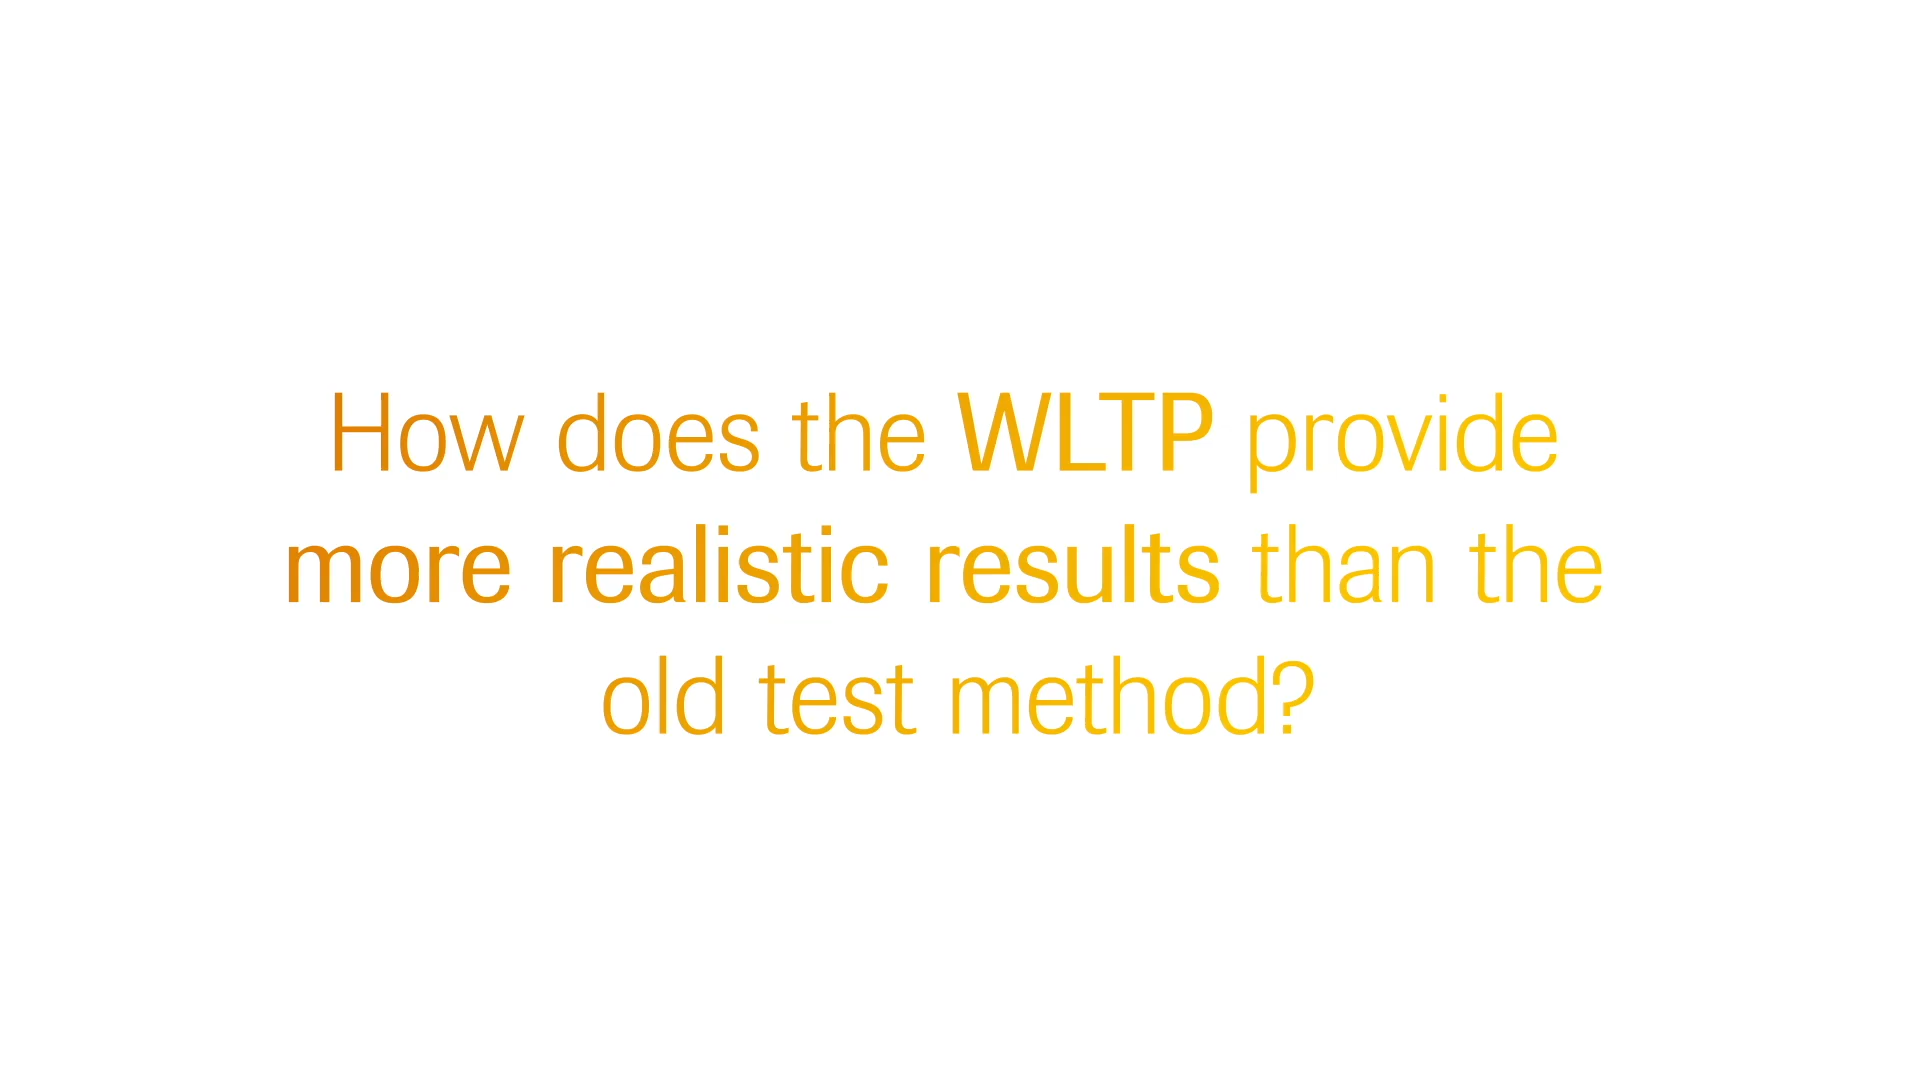 How does the WLTP provide
more realistic results than the
old test method?